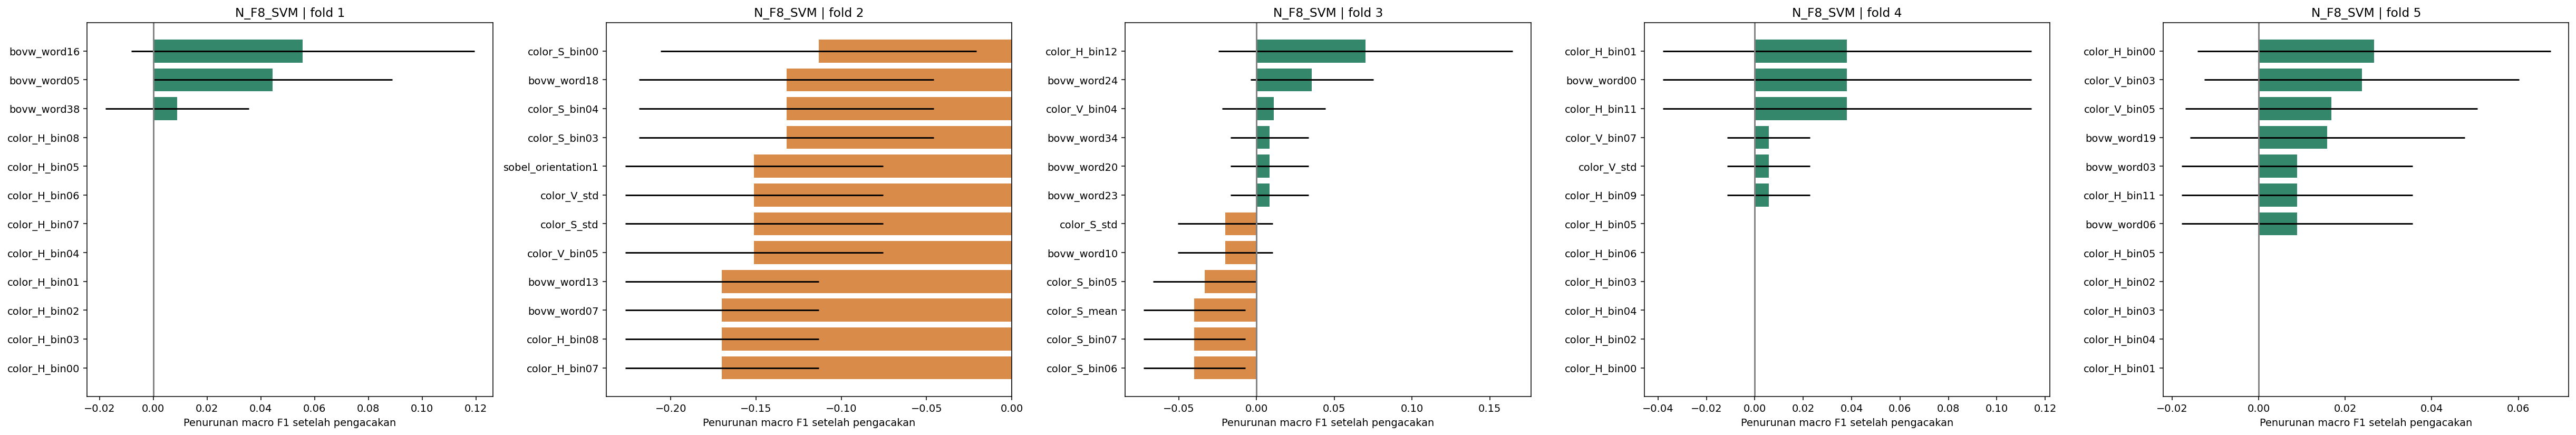 N_F8_SVM | fold 1
bovw_word16
bovw_word05
bovw_word38
color_H_bin08
color_H_bin05
color_H_bin06
color_H_bin07
color_H_bin04
color_H_bin01
color_H_bin02
color_H_bin03
color_H_bin00
−0.02 0.00 0.02 0.04 0.06 0.08 0.10 0.12
Penurunan macro F1 setelah pengacakan
N_F8_SVM | fold 2
color_S_bin00
bovw_word18
color_S_bin04
color_S_bin03
sobel_orientation1
color_V_std
color_S_std
color_V_bin05
bovw_word13
bovw_word07
color_H_bin08
color_H_bin07
−0.20 −0.15 −0.10 −0.05 0.00
Penurunan macro F1 setelah pengacakan
N_F8_SVM | fold 3
color_H_bin12
bovw_word24
color_V_bin04
bovw_word34
bovw_word20
bovw_word23
color_S_std
bovw_word10
color_S_bin05
color_S_mean
color_S_bin07
color_S_bin06
−0.05 0.00 0.05 0.10 0.15
Penurunan macro F1 setelah pengacakan
N_F8_SVM | fold 4
color_H_bin01
bovw_word00
color_H_bin11
color_V_bin07
color_V_std
color_H_bin09
color_H_bin05
color_H_bin06
color_H_bin03
color_H_bin04
color_H_bin02
color_H_bin00
−0.04 −0.02 0.00 0.02 0.04 0.06 0.08 0.10 0.12
Penurunan macro F1 setelah pengacakan
N_F8_SVM | fold 5
color_H_bin00
color_V_bin03
color_V_bin05
bovw_word19
bovw_word03
color_H_bin11
bovw_word06
color_H_bin05
color_H_bin02
color_H_bin03
color_H_bin04
color_H_bin01
−0.02 0.00 0.02 0.04 0.06
Penurunan macro F1 setelah pengacakan